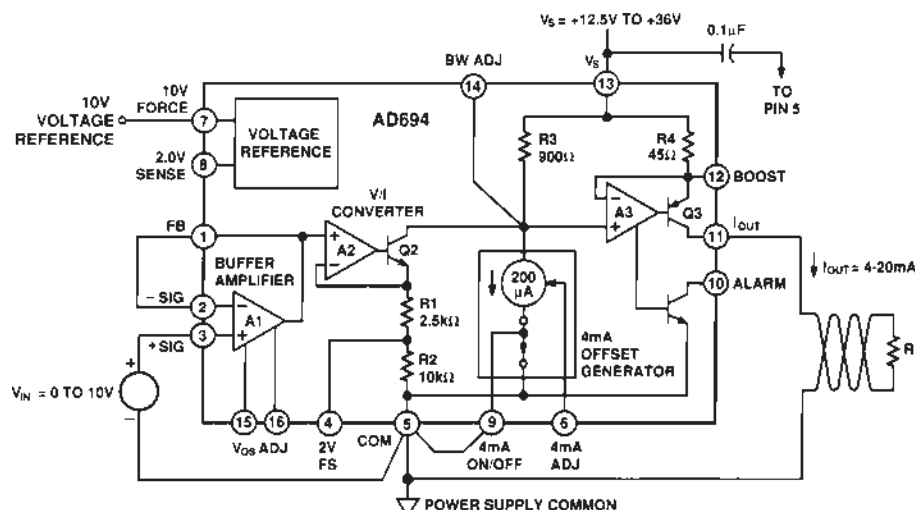 VS = +12.5V TO +36V
0.1µF
BW ADJ
VS
14
13
TO
PIN 5
10V
FORCE
10V
VOLTAGE
REFERENCE
7
VOLTAGE
REFERENCE
AD694
R3
900Ω
R4
45Ω
2.0V
SENSE
8
12
BOOST
V/I
CONVERTER
A3
Q3
IOUT
FB
1
A2
Q2
11
BUFFER
AMPLIFIER
200
µA
IOUT = 4-20mA
10
ALARM
– SIG
2
R1
2.5kΩ
A1
3
+SIG
4mA
OFFSET
GENERATOR
R
R2
10kΩ
VIN = 0 TO 10V
15
16
4
5
9
6
VOS ADJ
2V
FS
COM
4mA
ON/OFF
4mA
ADJ
POWER SUPPLY COMMON